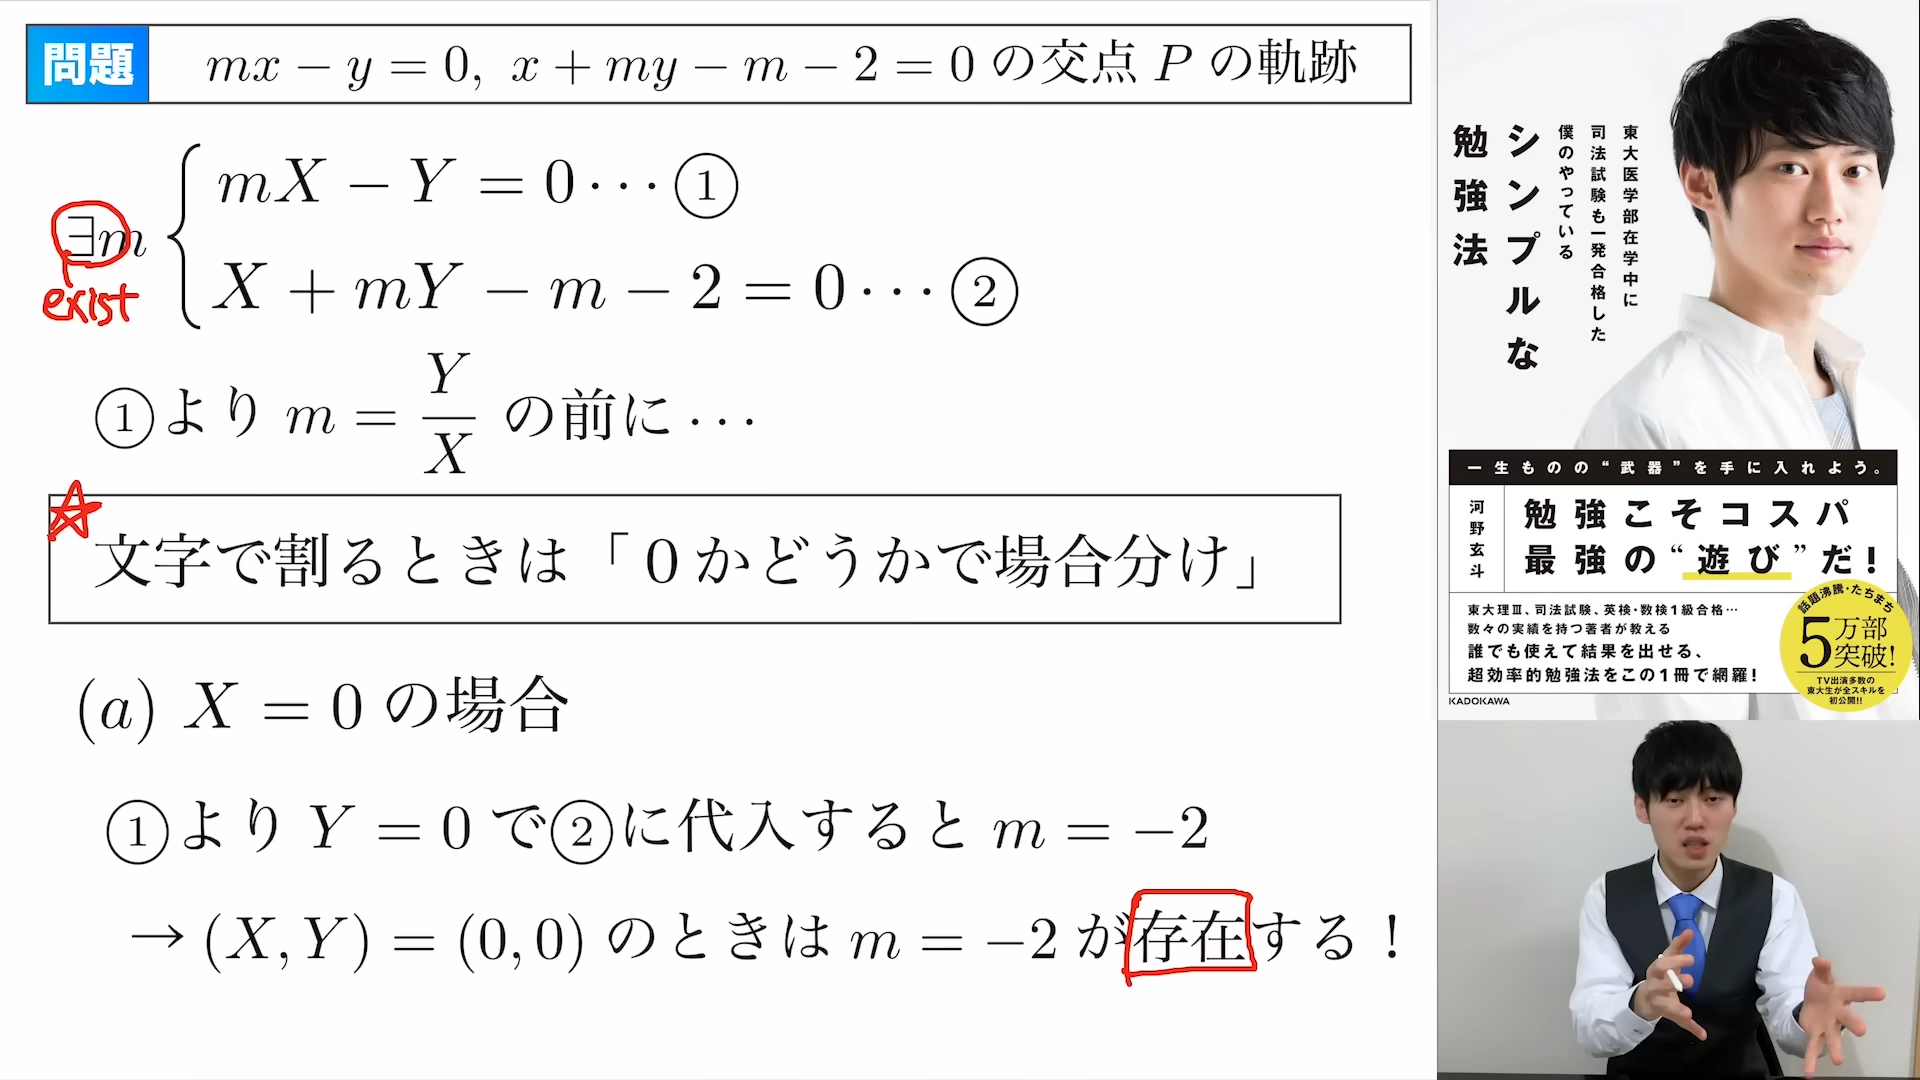 問題 mx − y = 0, x + my − m − 2 = 0 の交点 P の軌跡
∃m
exist
mX − Y = 0 ··· ①
X + mY − m − 2 = 0 ··· ②
①より m = Y/X の前に ···
文字で割るときは「0かどうかで場合分け」
(a) X = 0 の場合
①より Y = 0 で②に代入すると m = −2
→ (X, Y) = (0, 0) のときは m = −2 が存在する！
東大医学部在学中に
司法試験も一発合格した
僕のやっている
シンプルな
勉強法
一生ものの“武器”を手に入れよう。
河野玄斗
勉強こそコスパ
最強の“遊び”だ！
東大理Ⅲ、司法試験、英検・数検1級合格…
数々の実績を持つ著者が教える
誰でも使えて結果を出せる、
超効率的勉強法をこの1冊で網羅！
話題沸騰・たちまち
5万部
突破！
TV出演多数の
東大生が全スキルを
初公開!!
KADOKAWA